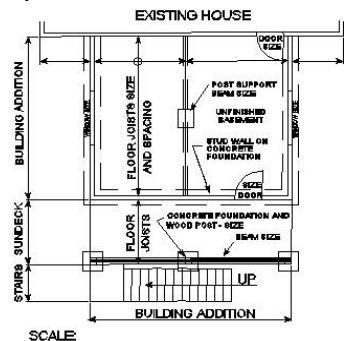 EXISTING HOUSE
DOOR
SIZE
BUILDING ADDITION
WINDOW SIZE
FLOOR JOISTS SIZE
AND SPACING
POST SUPPORT
BEAM SIZE
UNFINISHED
BASEMENT
STUD WALL ON
CONCRETE
FOUNDATION
WINDOW SIZE
SIZE
DOOR
SUNDECK
FLOOR
JOISTS
CONCRETE FOUNDATION AND
WOOD POST - SIZE
BEAM SIZE
STAIRS
UP
BUILDING ADDITION
SCALE: